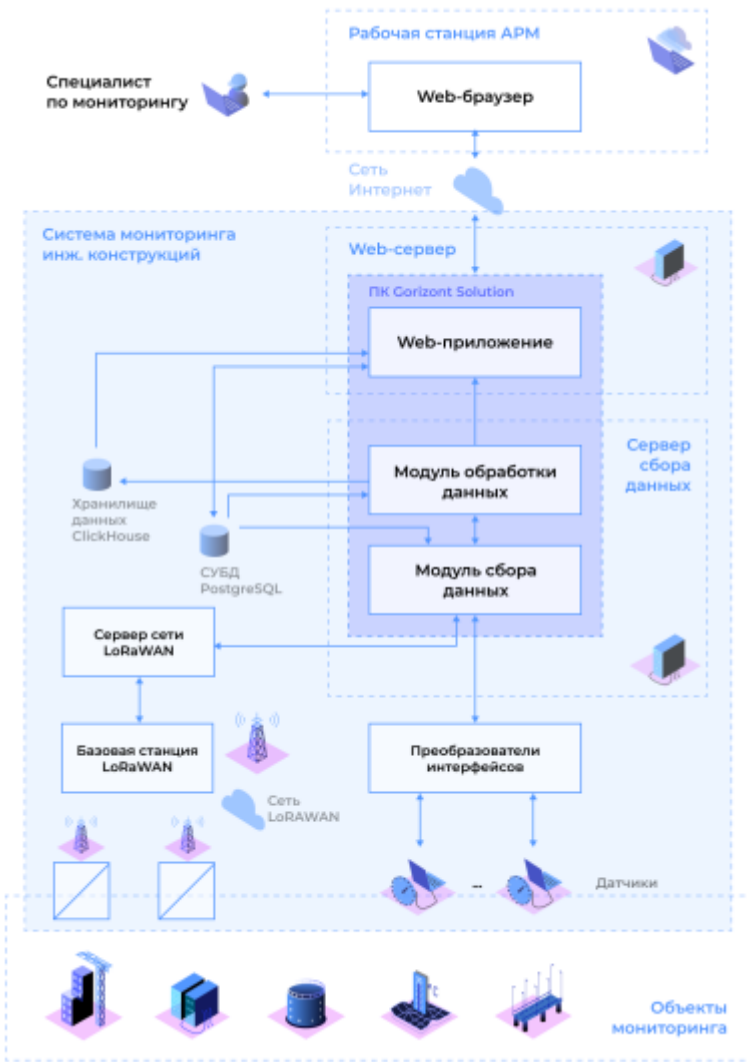 Рабочая станция АРМ
Специалист
по мониторингу
Web-браузер
Сеть
Интернет
Система мониторинга
инж. конструкций
Web-сервер
ПК Gorizont Solution
Web-приложение
Сервер
сбора
данных
Модуль обработки
данных
Хранилище
данных
ClickHouse
СУБД
PostgreSQL
Модуль сбора
данных
Сервер сети
LoRaWAN
Базовая станция
LoRaWAN
Преобразователи
интерфейсов
Сеть
LoRAWAN
...
Датчики
Объекты
мониторинга